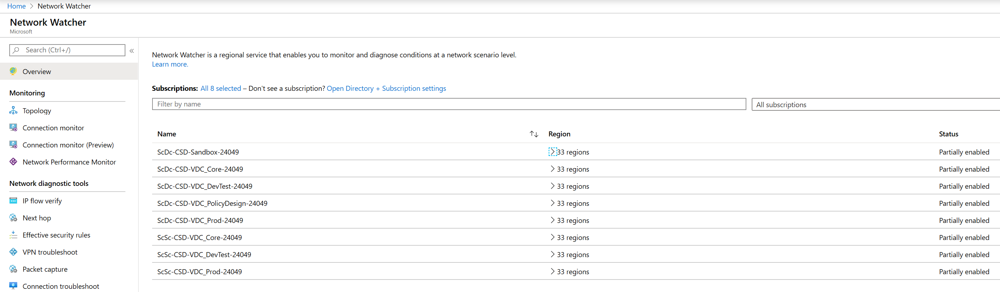 Home > Network Watcher
Network Watcher
Microsoft
Search (Ctrl+/)
«
Overview
Monitoring
Topology
Connection monitor
Connection monitor (Preview)
Network Performance Monitor
Network diagnostic tools
IP flow verify
Next hop
Effective security rules
VPN troubleshoot
Packet capture
Connection troubleshoot
Network Watcher is a regional service that enables you to monitor and diagnose conditions at a network scenario level.
Learn more.
Subscriptions: All 8 selected – Don't see a subscription? Open Directory + Subscription settings
Filter by name
All subscriptions
Name Region Status
ScDc-CSD-Sandbox-24049 33 regions Partially enabled
ScDc-CSD-VDC_Core-24049 33 regions Partially enabled
ScDc-CSD-VDC_DevTest-24049 33 regions Partially enabled
ScDc-CSD-VDC_PolicyDesign-24049 33 regions Partially enabled
ScDc-CSD-VDC_Prod-24049 33 regions Partially enabled
ScSc-CSD-VDC_Core-24049 33 regions Partially enabled
ScSc-CSD-VDC_DevTest-24049 33 regions Partially enabled
ScSc-CSD-VDC_Prod-24049 33 regions Partially enabled